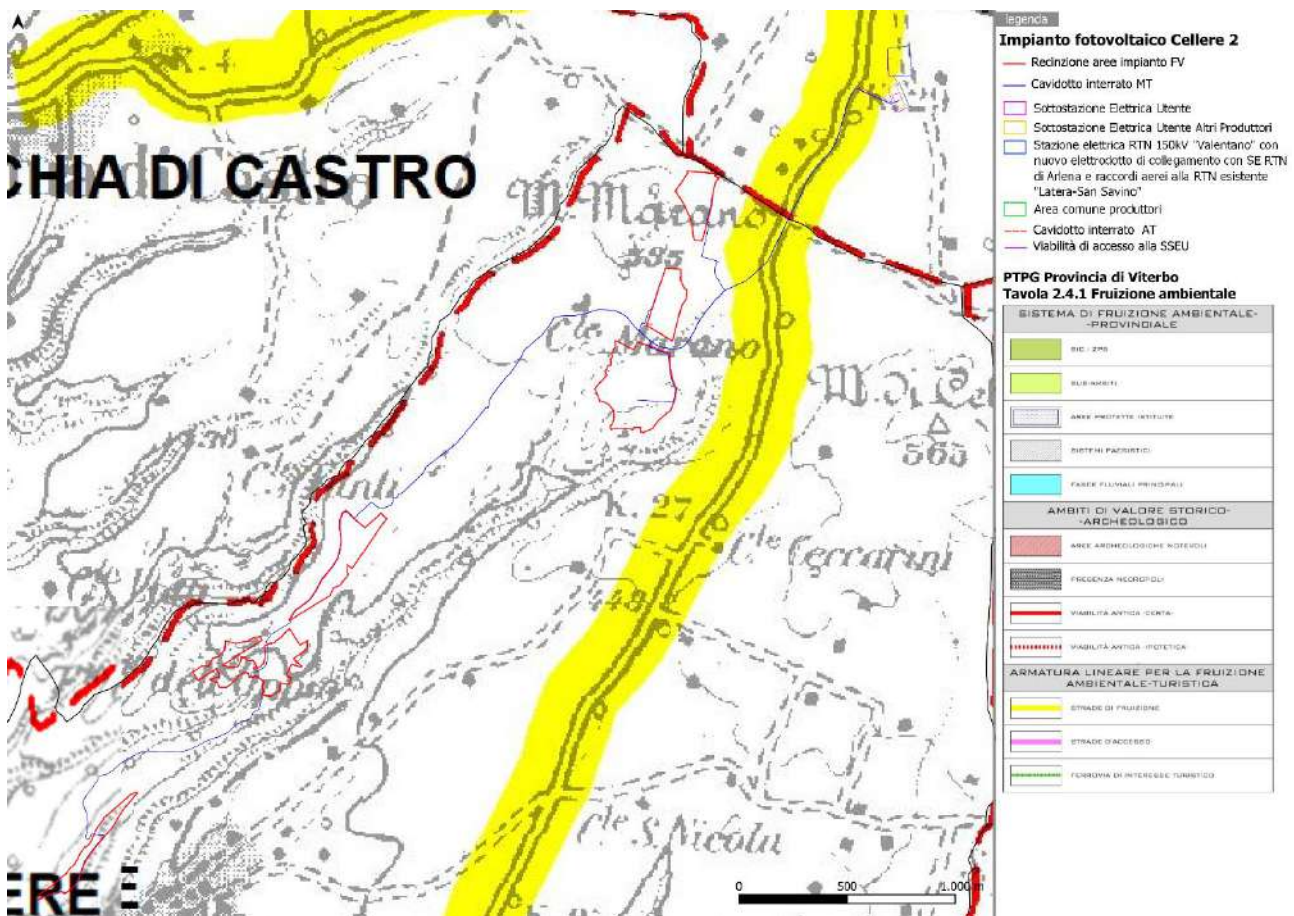 CHIA DI CASTRO
R. 4
M. Marano
535
C.le Marano
M. di Ce
565
K. 27
C.le Ceccarini
48
C.le S. Nicola
ERE E
0 500 1.000 m
legenda
Impianto fotovoltaico Cellere 2
Recinzione aree impianto FV
Cavidotto interrato MT
Sottostazione Elettrica Utente
Sottostazione Elettrica Utente Altri Produttori
Stazione elettrica RTN 150kV "Valentano" con
nuovo elettrodotto di collegamento con SE RTN
di Arlena e raccordi aerei alla RTN esistente
"Latera-San Savino"
Area comune produttori
Cavidotto interrato AT
Viabilità di accesso alla SSEU
PTPG Provincia di Viterbo
Tavola 2.4.1 Fruizione ambientale
SISTEMA DI FRUIZIONE AMBIENTALE-
-PROVINCIALE
SIC - ZPS
SUB-AMBITI
AREE PROTETTE ISTITUITE
SISTEMI PAESISTICI
FASCE FLUVIALI PRINCIPALI
AMBITI DI VALORE STORICO-
-ARCHEOLOGICO
AREE ARCHEOLOGICHE NOTEVOLI
PRESENZA NECROPOLI
VIABILITÀ ANTICA -CERTA-
VIABILITÀ ANTICA -IPOTETICA
ARMATURA LINEARE PER LA FRUIZIONE
AMBIENTALE-TURISTICA
STRADE DI FRUIZIONE
STRADE D'ACCESSO
FERROVIA DI INTERESSE TURISTICO